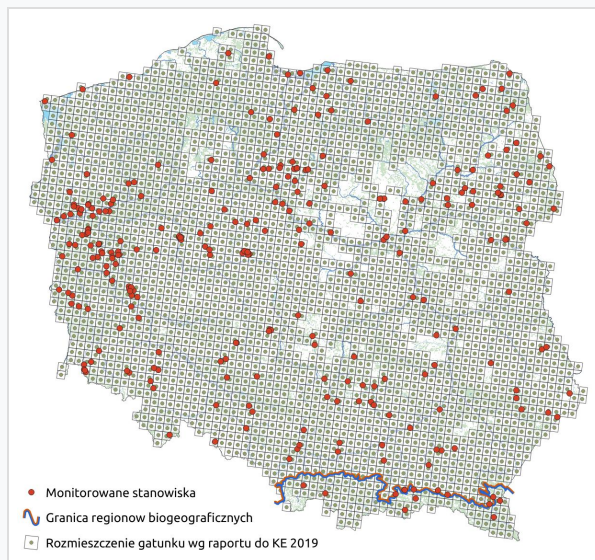 Monitorowane stanowiska
Granica regionow biogeograficznych
Rozmieszczenie gatunku wg raportu do KE 2019